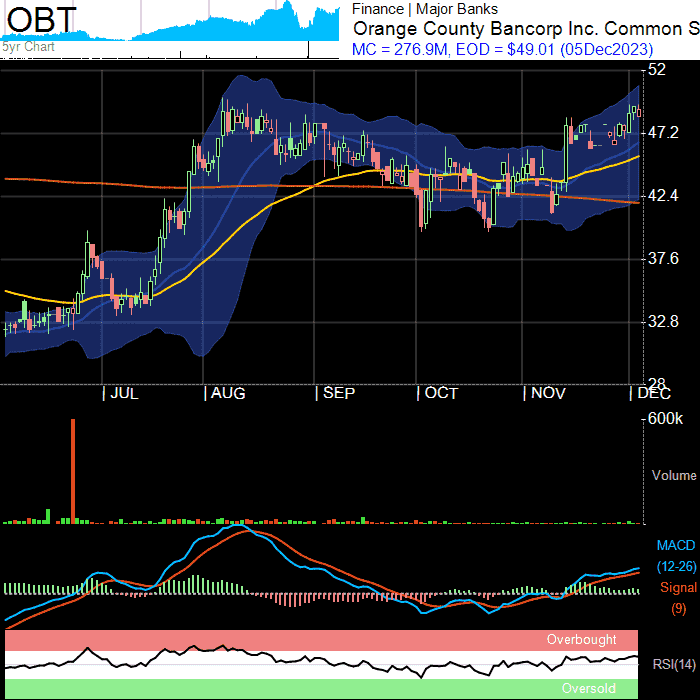 OBT
5yr Chart
Finance | Major Banks
Orange County Bancorp Inc. Common S
MC = 276.9M, EOD = $49.01 (05Dec2023)
52
47.2
42.4
37.6
32.8
28
| JUL | AUG | SEP | OCT | NOV | DEC
600k
Volume
MACD
(12-26)
Signal
(9)
Overbought
RSI(14)
Oversold